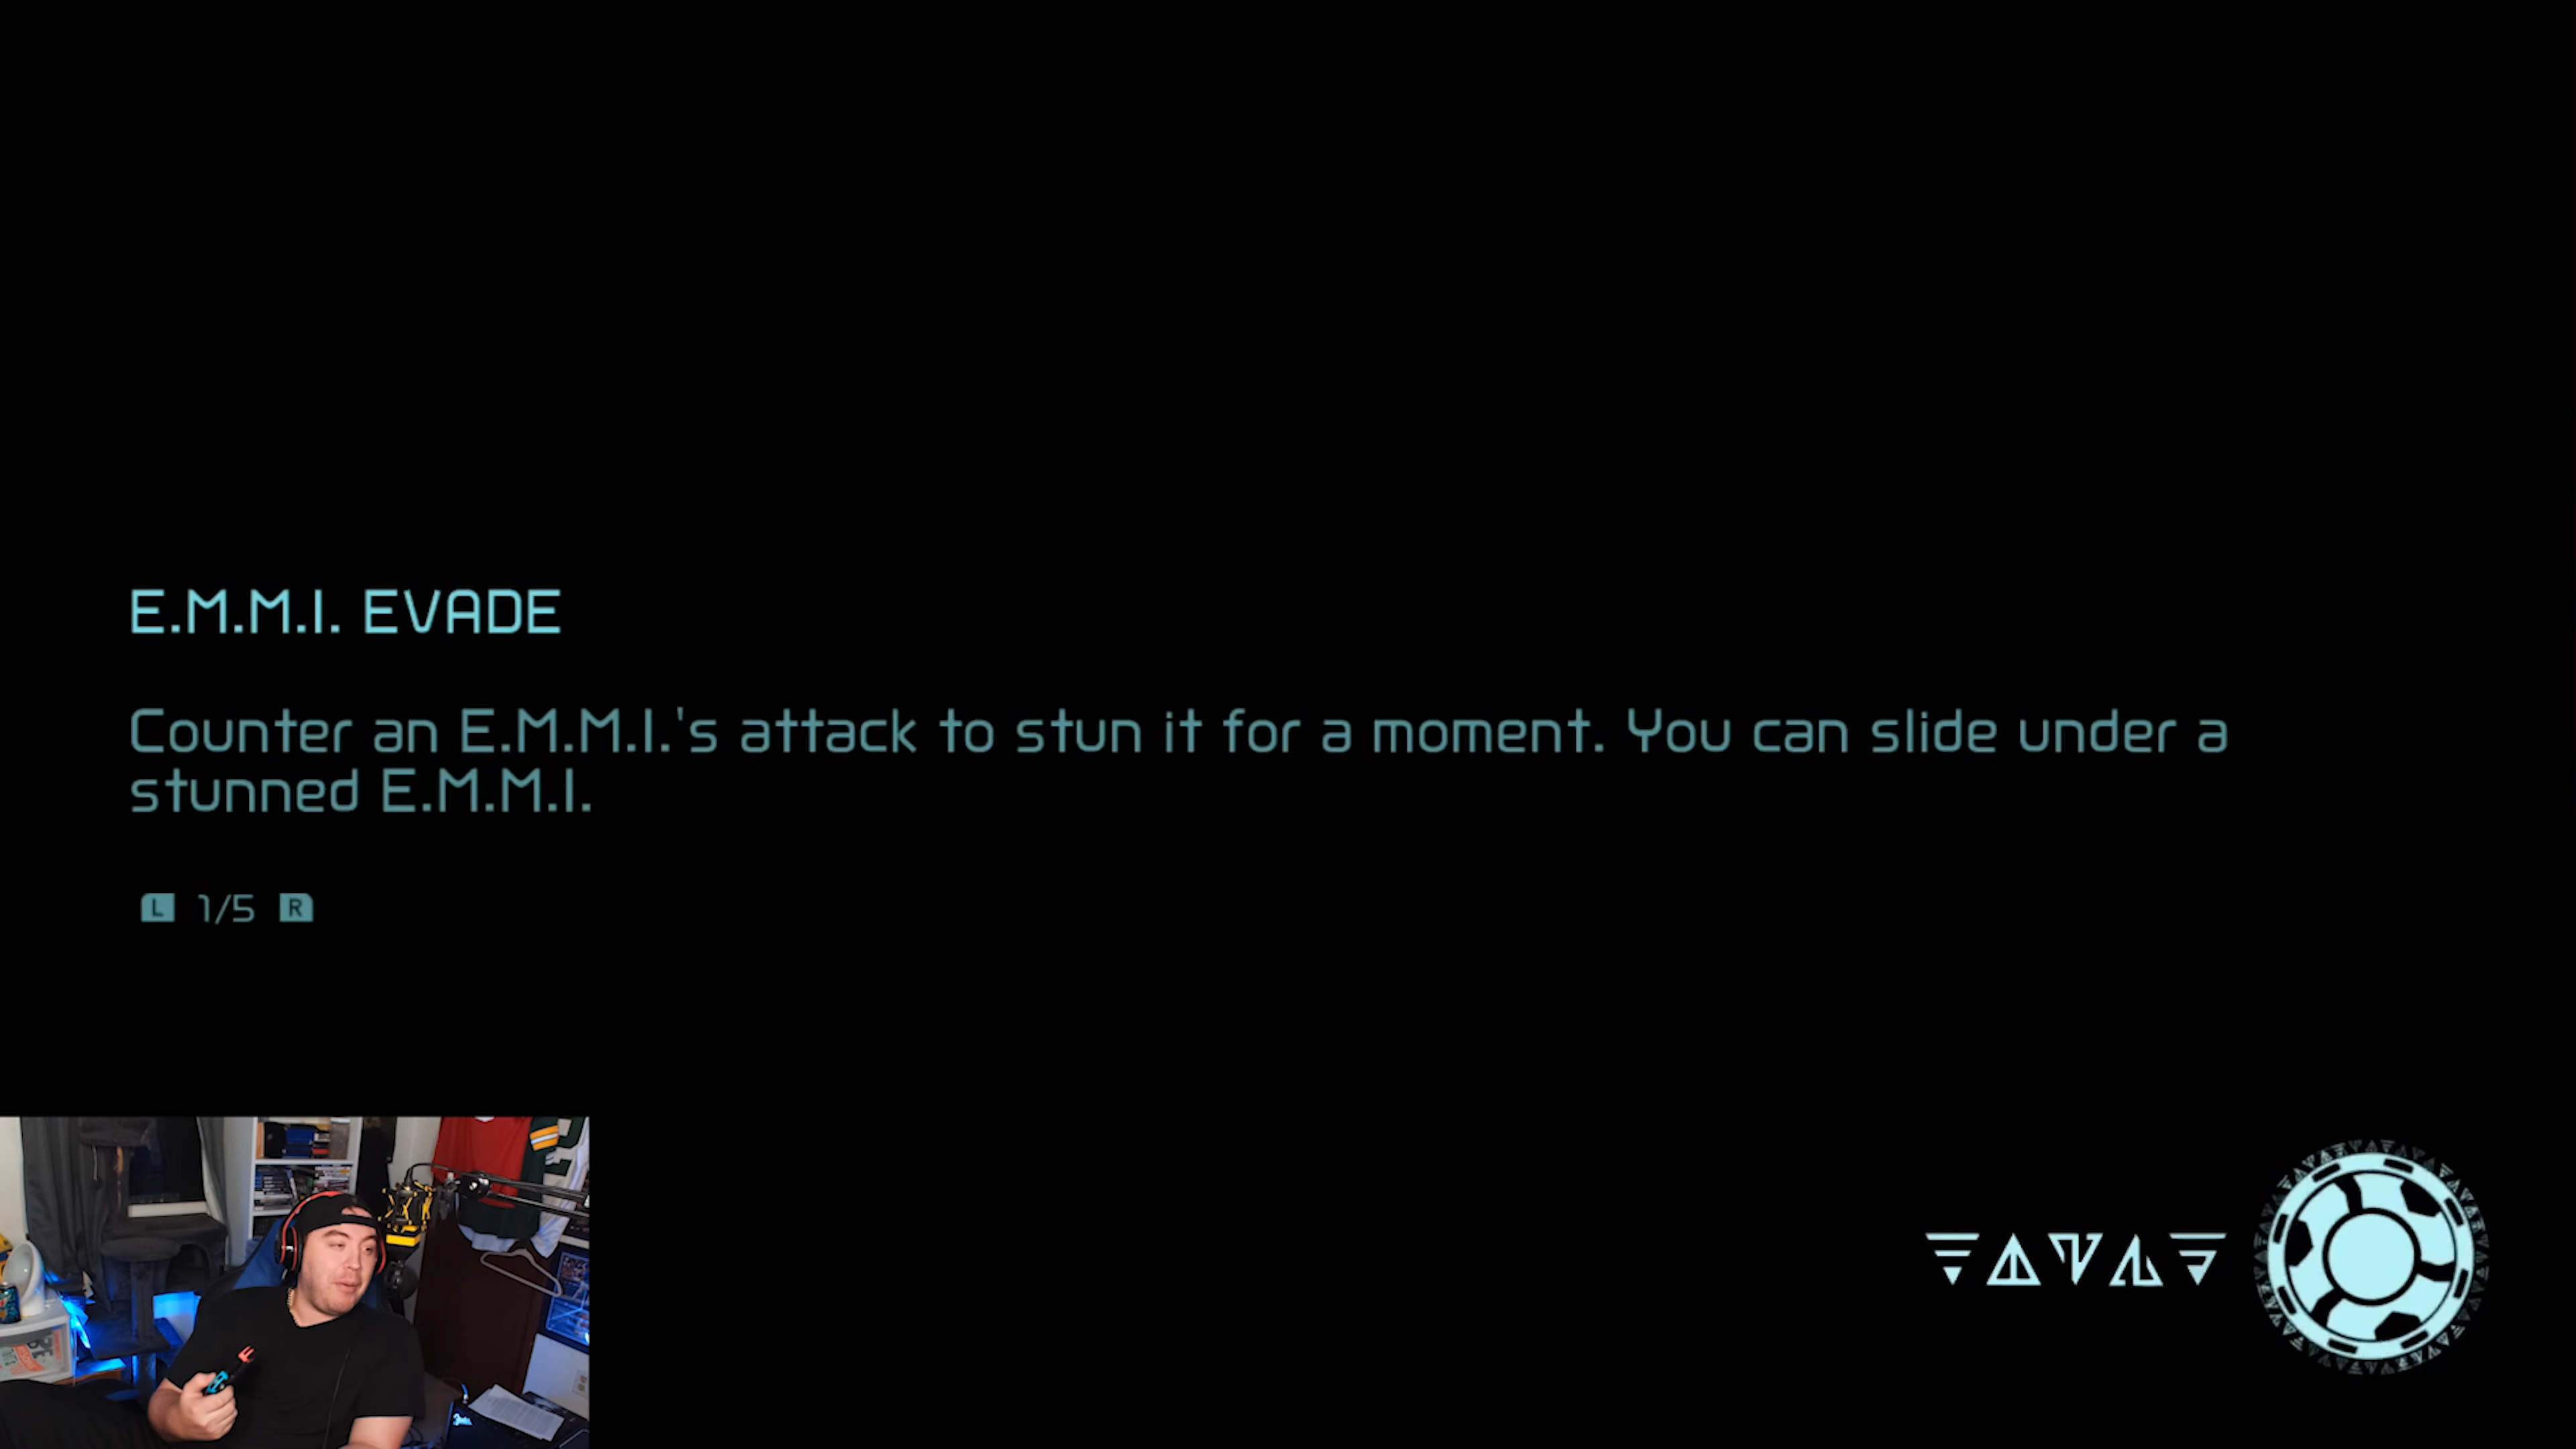 E.M.M.I. EVADE
Counter an E.M.M.I.'s attack to stun it for a moment. You can slide under a
stunned E.M.M.I.
L 1/5 R